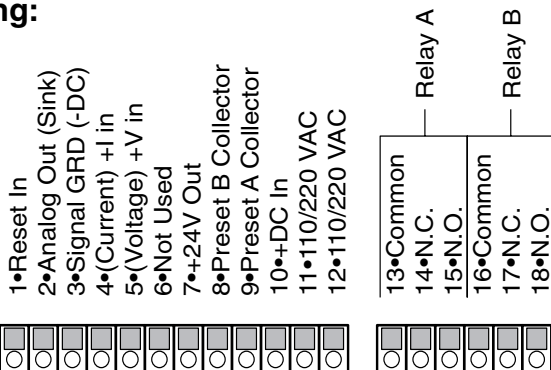 ng:
1•Reset In
2•Analog Out (Sink)
3•Signal GRD (-DC)
4•(Current) +I in
5•(Voltage) +V in
6•Not Used
7•+24V Out
8•Preset B Collector
9•Preset A Collector
10•+DC In
11•110/220 VAC
12•110/220 VAC
13•Common
14•N.C.
15•N.O.
16•Common
17•N.C.
18•N.O.
Relay A
Relay B